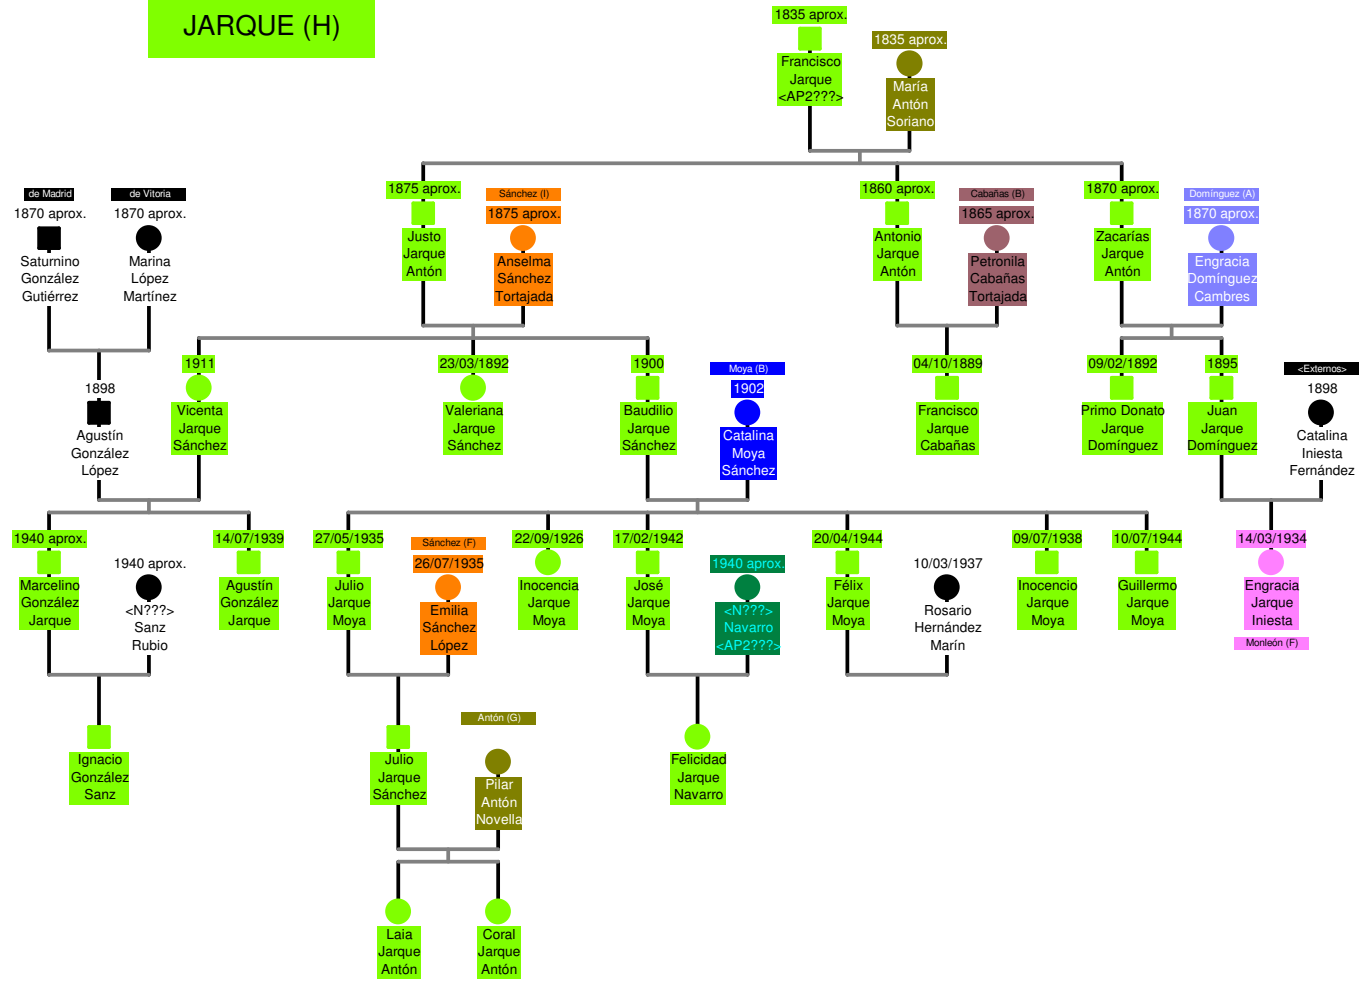 JARQUE (H)
1835 aprox.
Francisco
Jarque
<AP2???>
1835 aprox.
María
Antón
Soriano
de Madrid
1870 aprox.
Saturnino
González
Gutiérrez
de Vitoria
1870 aprox.
Marina
López
Martínez
1875 aprox.
Justo
Jarque
Antón
Sánchez (I)
1875 aprox.
Anselma
Sánchez
Tortajada
1860 aprox.
Antonio
Jarque
Antón
Cabañas (B)
1865 aprox.
Petronila
Cabañas
Tortajada
1870 aprox.
Zacarías
Jarque
Antón
Domínguez (A)
1870 aprox.
Engracia
Domínguez
Cambres
1898
Agustín
González
López
1911
Vicenta
Jarque
Sánchez
23/03/1892
Valeriana
Jarque
Sánchez
1900
Baudilio
Jarque
Sánchez
Moya (B)
1902
Catalina
Moya
Sánchez
04/10/1889
Francisco
Jarque
Cabañas
09/02/1892
Primo Donato
Jarque
Domínguez
1895
Juan
Jarque
Domínguez
<Externos>
1898
Catalina
Iniesta
Fernández
1940 aprox.
Marcelino
González
Jarque
1940 aprox.
<N???>
Sanz
Rubio
14/07/1939
Agustín
González
Jarque
27/05/1935
Julio
Jarque
Moya
Sánchez (F)
26/07/1935
Emilia
Sánchez
López
22/09/1926
Inocencia
Jarque
Moya
17/02/1942
José
Jarque
Moya
1940 aprox.
<N???>
Navarro
<AP2???>
20/04/1944
Félix
Jarque
Moya
10/03/1937
Rosario
Hernández
Marín
09/07/1938
Inocencio
Jarque
Moya
10/07/1944
Guillermo
Jarque
Moya
14/03/1934
Engracia
Jarque
Iniesta
Monleón (F)
Ignacio
González
Sanz
Julio
Jarque
Sánchez
Antón (G)
Pilar
Antón
Novella
Felicidad
Jarque
Navarro
Laia
Jarque
Antón
Coral
Jarque
Antón